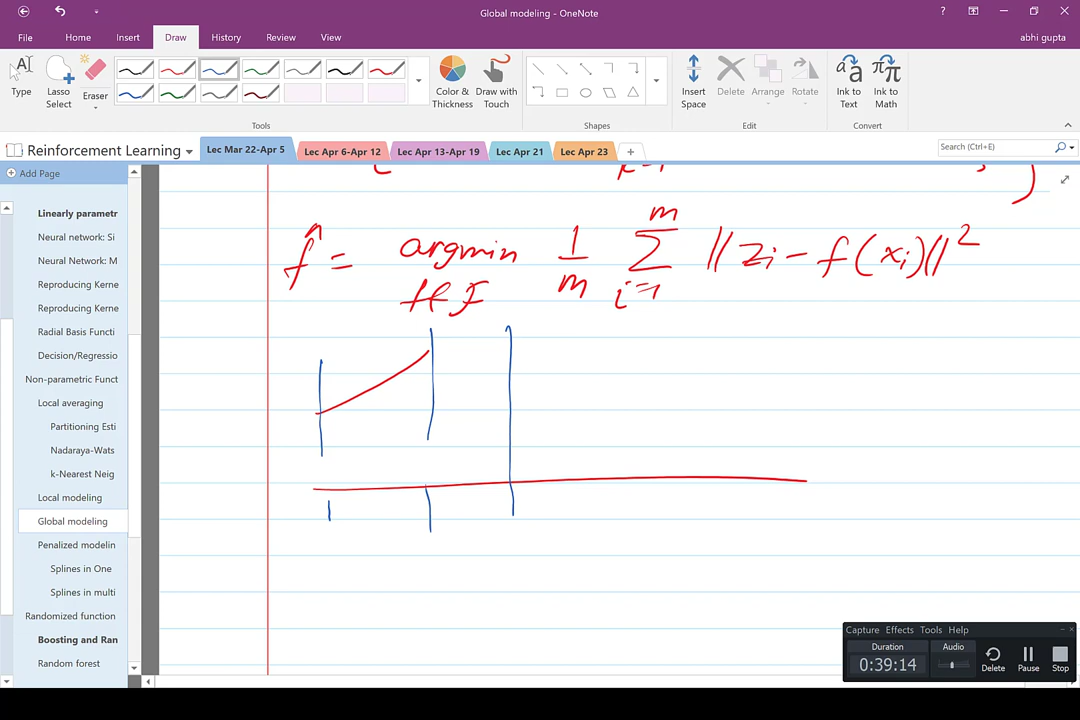 Global modeling - OneNote
File Home Insert Draw History Review View
abhi gupta
Type
Lasso Select
Eraser
Color & Thickness
Draw with Touch
Insert Space
Delete
Arrange
Rotate
Ink to Text
Ink to Math
Tools
Shapes
Edit
Convert
Reinforcement Learning
Lec Mar 22-Apr 5
Lec Apr 6-Apr 12
Lec Apr 13-Apr 19
Lec Apr 21
Lec Apr 23
Search (Ctrl+E)
Add Page
Linearly parametr
Neural network: Si
Neural Network: M
Reproducing Kerne
Reproducing Kerne
Radial Basis Functi
Decision/Regressio
Non-parametric Funct
Local averaging
Partitioning Esti
Nadaraya-Wats
k-Nearest Neig
Local modeling
Global modeling
Penalized modelin
Splines in One
Splines in multi
Randomized function
Boosting and Ran
Random forest
f̂ = argmin f∈F 1/m Σ i=1 m ||zi - f(xi)||²
Capture Effects Tools Help
Duration
0:39:14
Audio
Delete
Pause
Stop